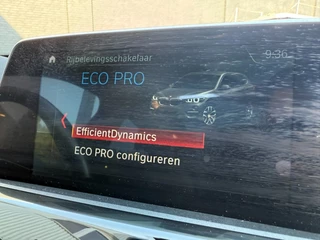 Rijbelevingsschakelaar
9:36
ECO PRO
EfficientDynamics
ECO PRO configureren